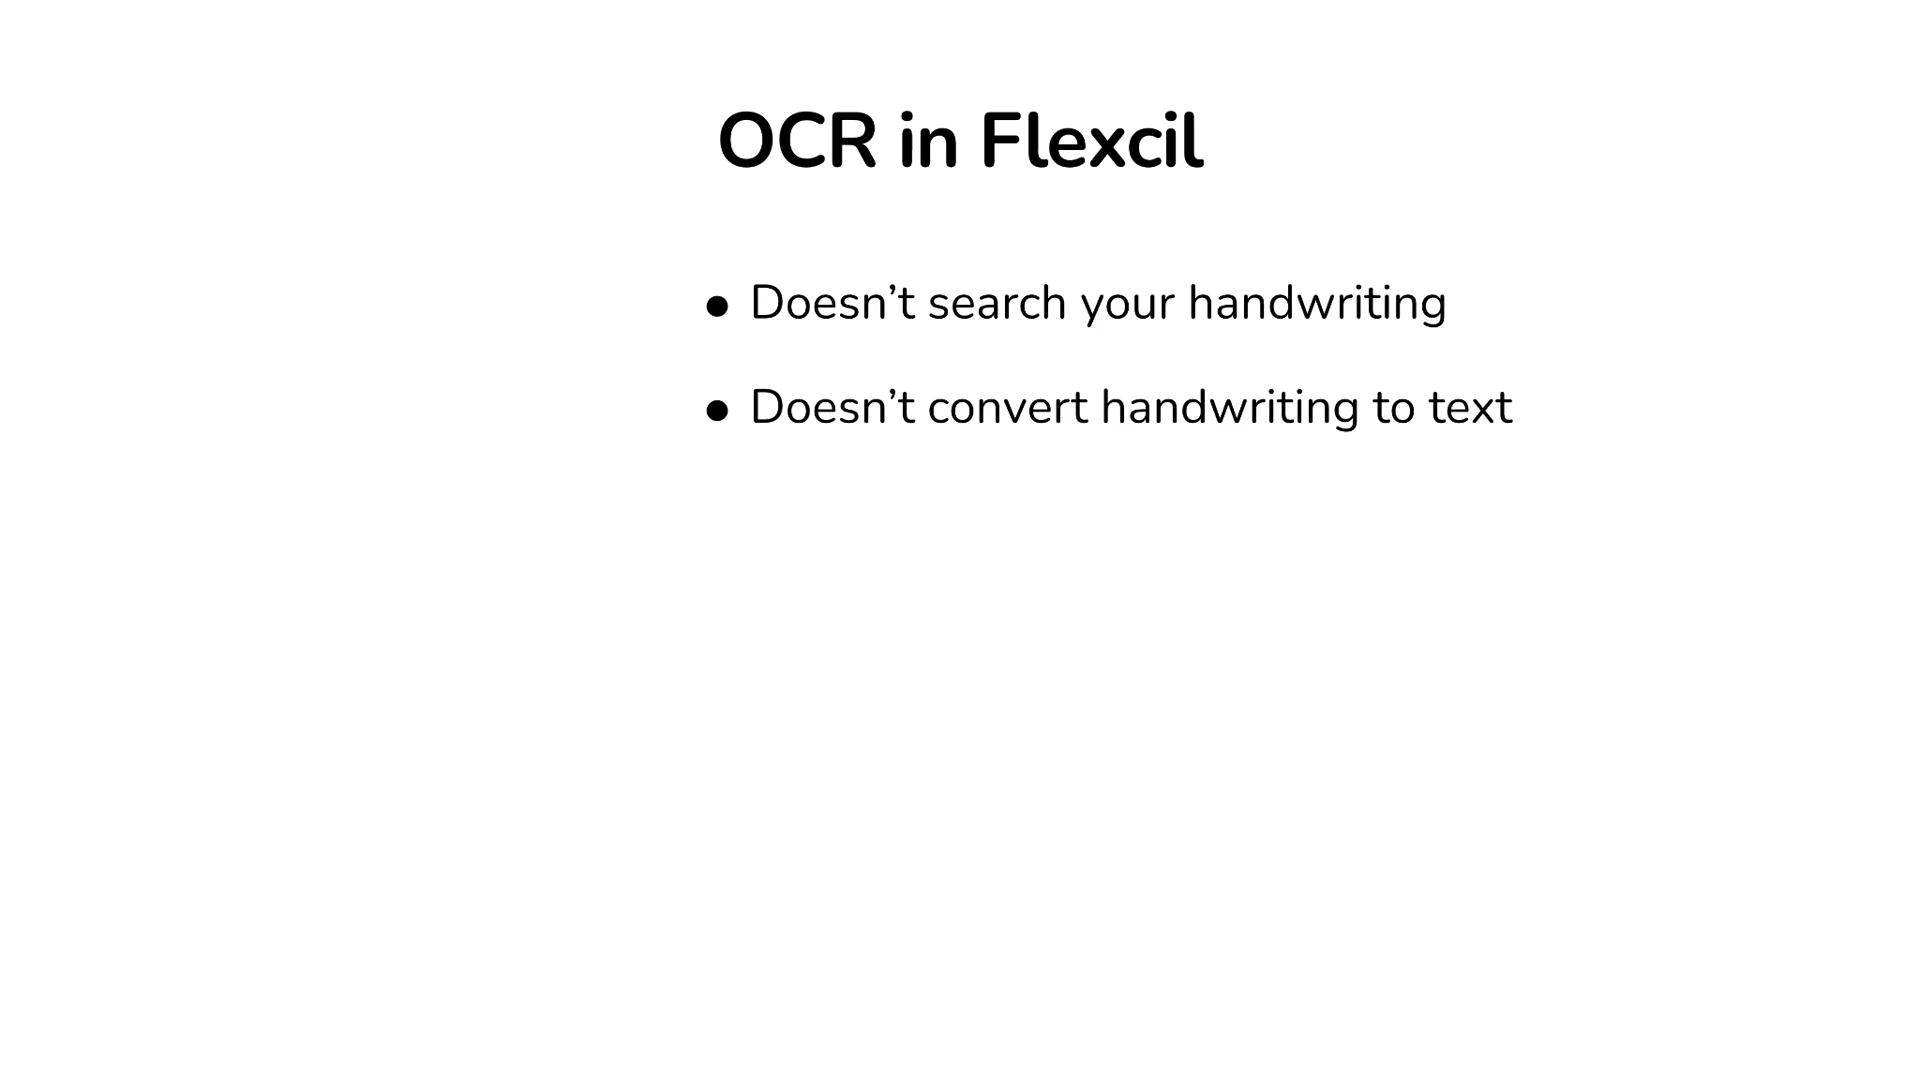 OCR in Flexcil
● Doesn’t search your handwriting
● Doesn’t convert handwriting to text